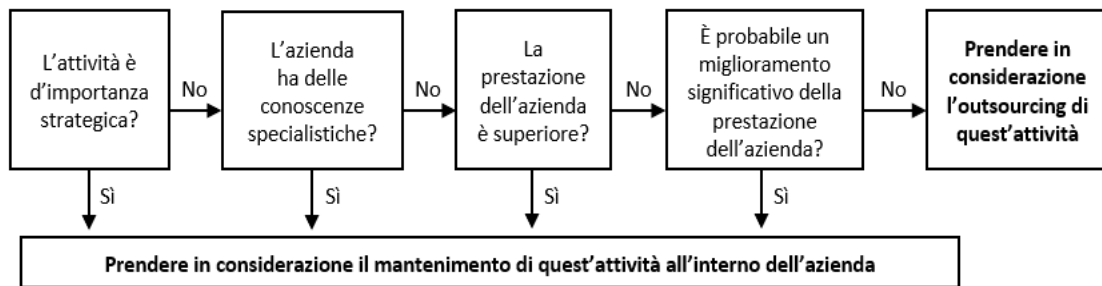 L'attività è
d'importanza
strategica?
No
L'azienda
ha delle
conoscenze
specialistiche?
No
La
prestazione
dell'azienda
è superiore?
No
È probabile un
miglioramento
significativo della
prestazione
dell'azienda?
No
Prendere in
considerazione
l'outsourcing di
quest'attività
Sì
Sì
Sì
Sì
Prendere in considerazione il mantenimento di quest'attività all'interno dell'azienda